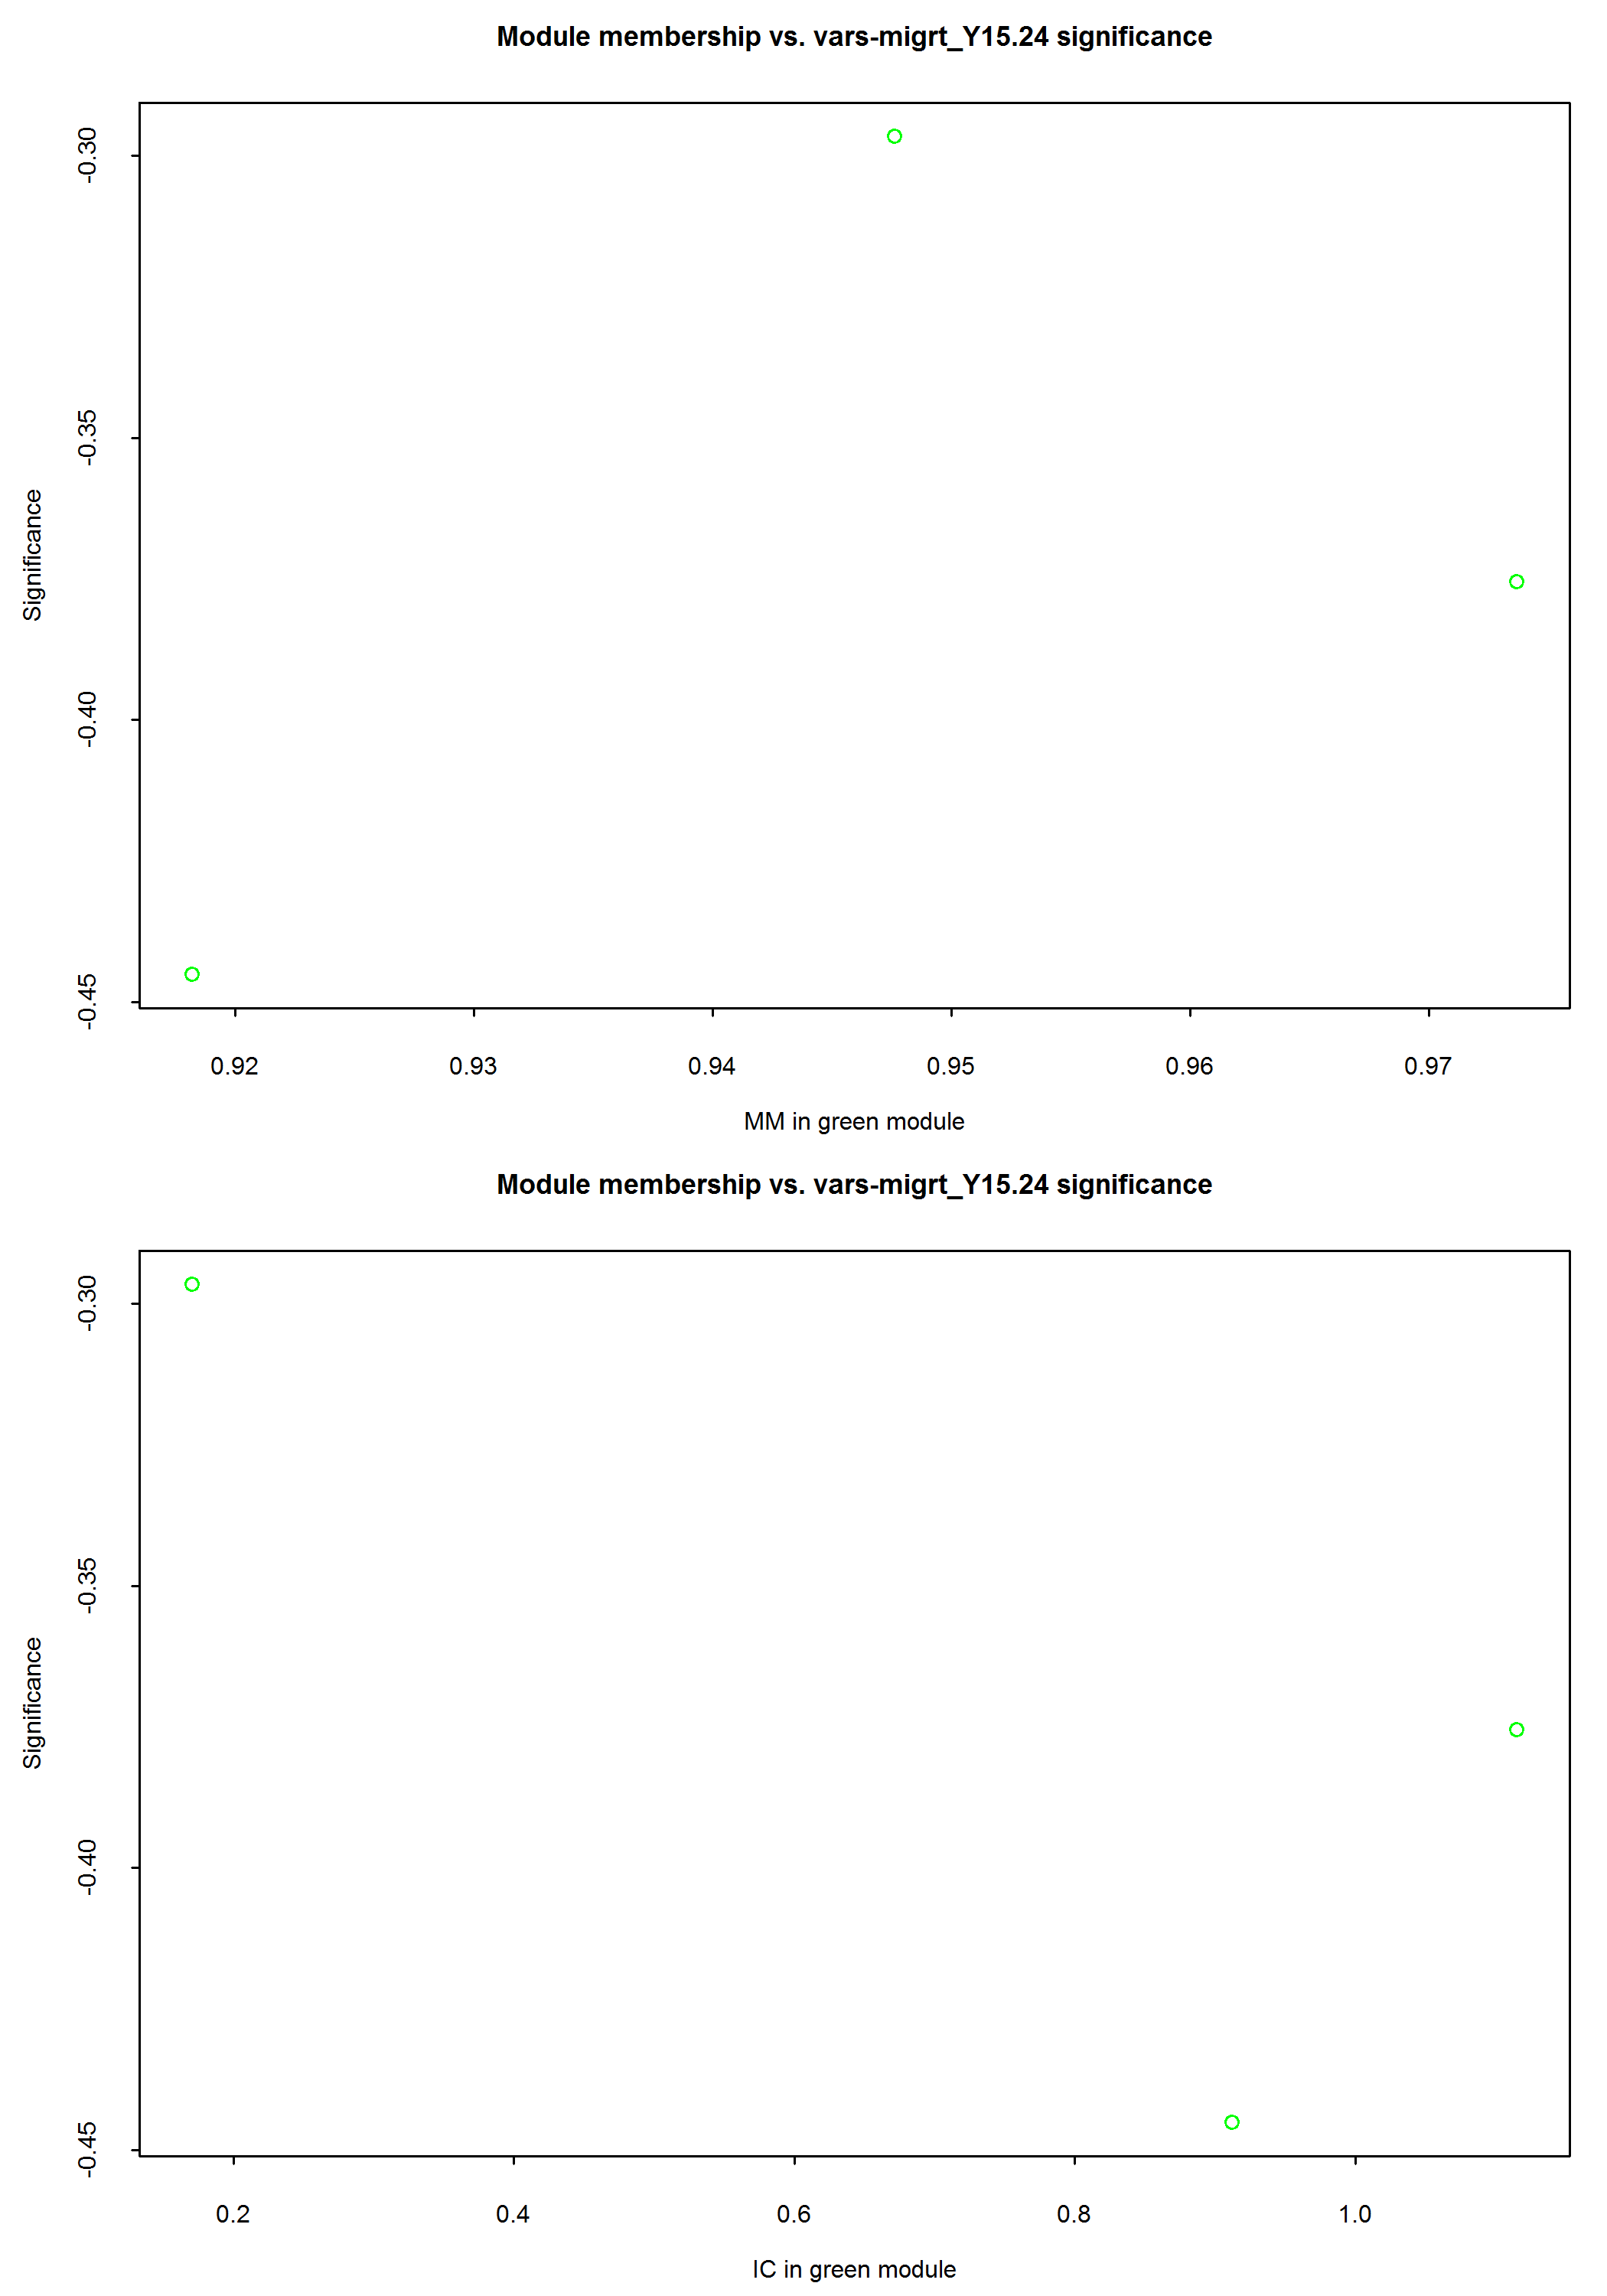 Module membership vs. vars-migrt_Y15.24 significance
-0.30
-0.35
-0.40
-0.45
Significance
0.92 0.93 0.94 0.95 0.96 0.97
MM in green module
Module membership vs. vars-migrt_Y15.24 significance
-0.30
-0.35
-0.40
-0.45
Significance
0.2 0.4 0.6 0.8 1.0
IC in green module